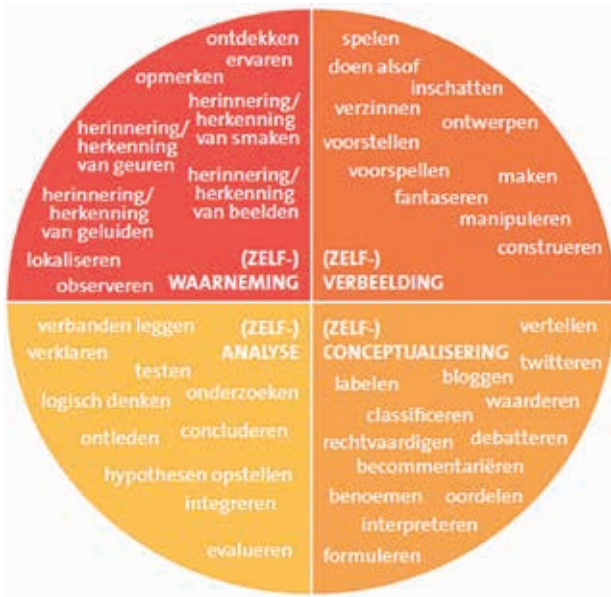 ontdekken
ervaren
opmerken
herinnering/
herkenning
van smaken
herinnering/
herkenning
van geuren
herinnering/
herkenning
van beelden
herinnering/
herkenning
van geluiden
lokaliseren
observeren
(ZELF-)
WAARNEMING
spelen
doen alsof
inschatten
verzinnen
ontwerpen
voorstellen
voorspellen
maken
fantaseren
manipuleren
construeren
(ZELF-)
VERBEELDING
verbanden leggen
(ZELF-)
ANALYSE
verklaren
testen
onderzoeken
logisch denken
concluderen
ontleden
hypothesen opstellen
integreren
evalueren
(ZELF-)
CONCEPTUALISERING
vertellen
twitteren
bloggen
labelen
waarderen
classificeren
rechtvaardigen
debatteren
becommentariëren
benoemen
oordelen
interpreteren
formuleren